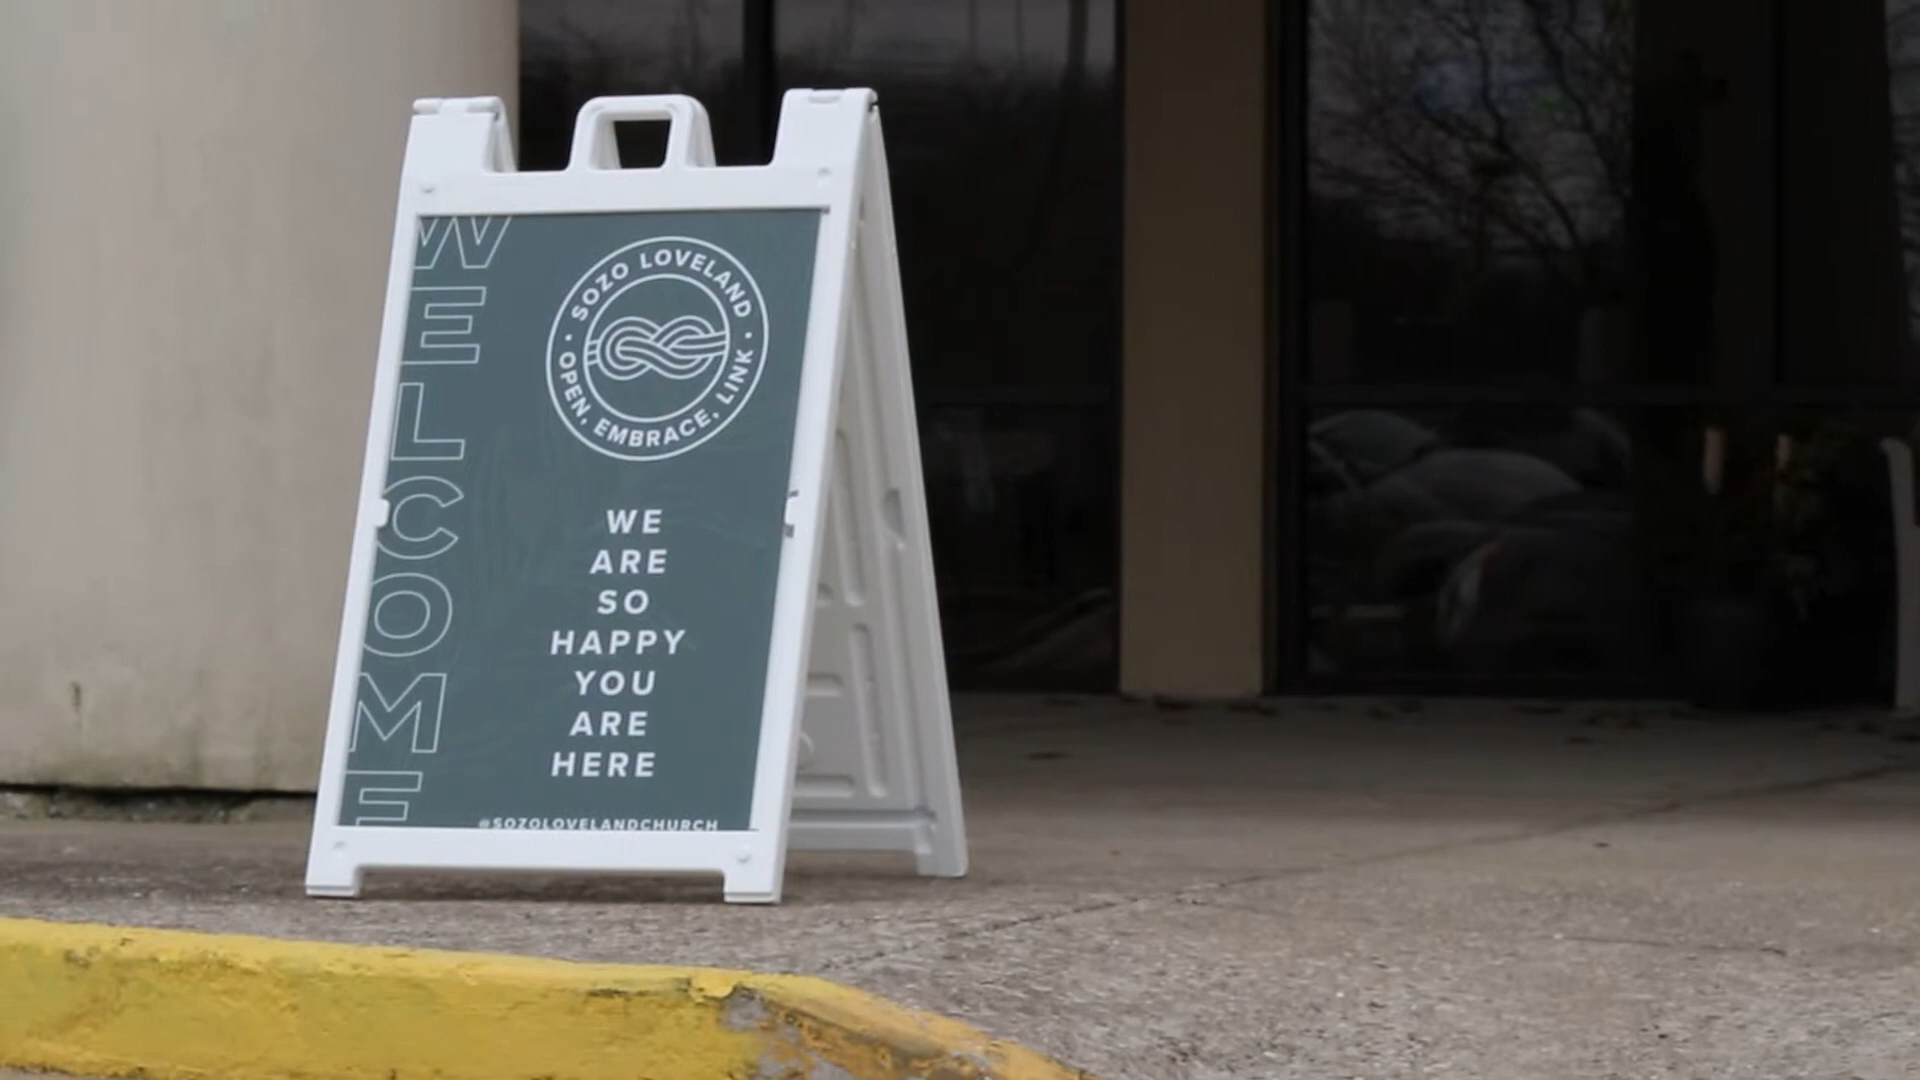 WELCOME
SOZO LOVELAND
OPEN, EMBRACE, LINK
WE
ARE
SO
HAPPY
YOU
ARE
HERE
@SOZOLOVELANDCHURCH